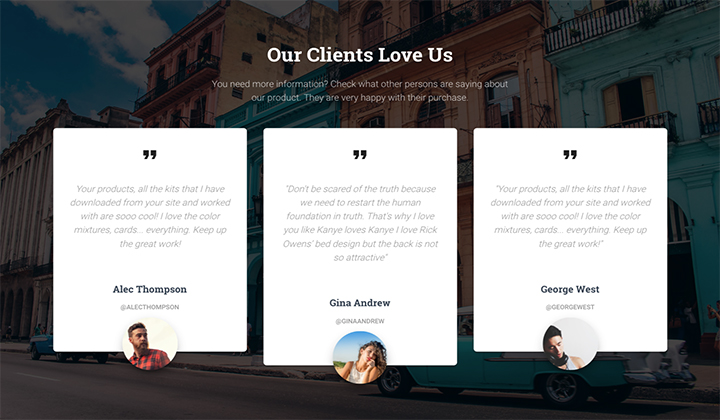 Our Clients Love Us
You need more information? Check what other persons are saying about
our product. They are very happy with their purchase.
"
Your products, all the kits that I have
downloaded from your site and worked
with are sooo cool! I love the color
mixtures, cards... everything. Keep up
the great work!
Alec Thompson
@ALECTHOMPSON
"
"Don't be scared of the truth because
we need to restart the human
foundation in truth. That's why I love
you like Kanye loves Kanye I love Rick
Owens' bed design but the back is not
so attractive"
Gina Andrew
@GINAANDREW
"
"Your products, all the kits that I have
downloaded from your site and worked
with are sooo cool! I love the color
mixtures, cards... everything. Keep up
the great work!"
George West
@GEORGEWEST